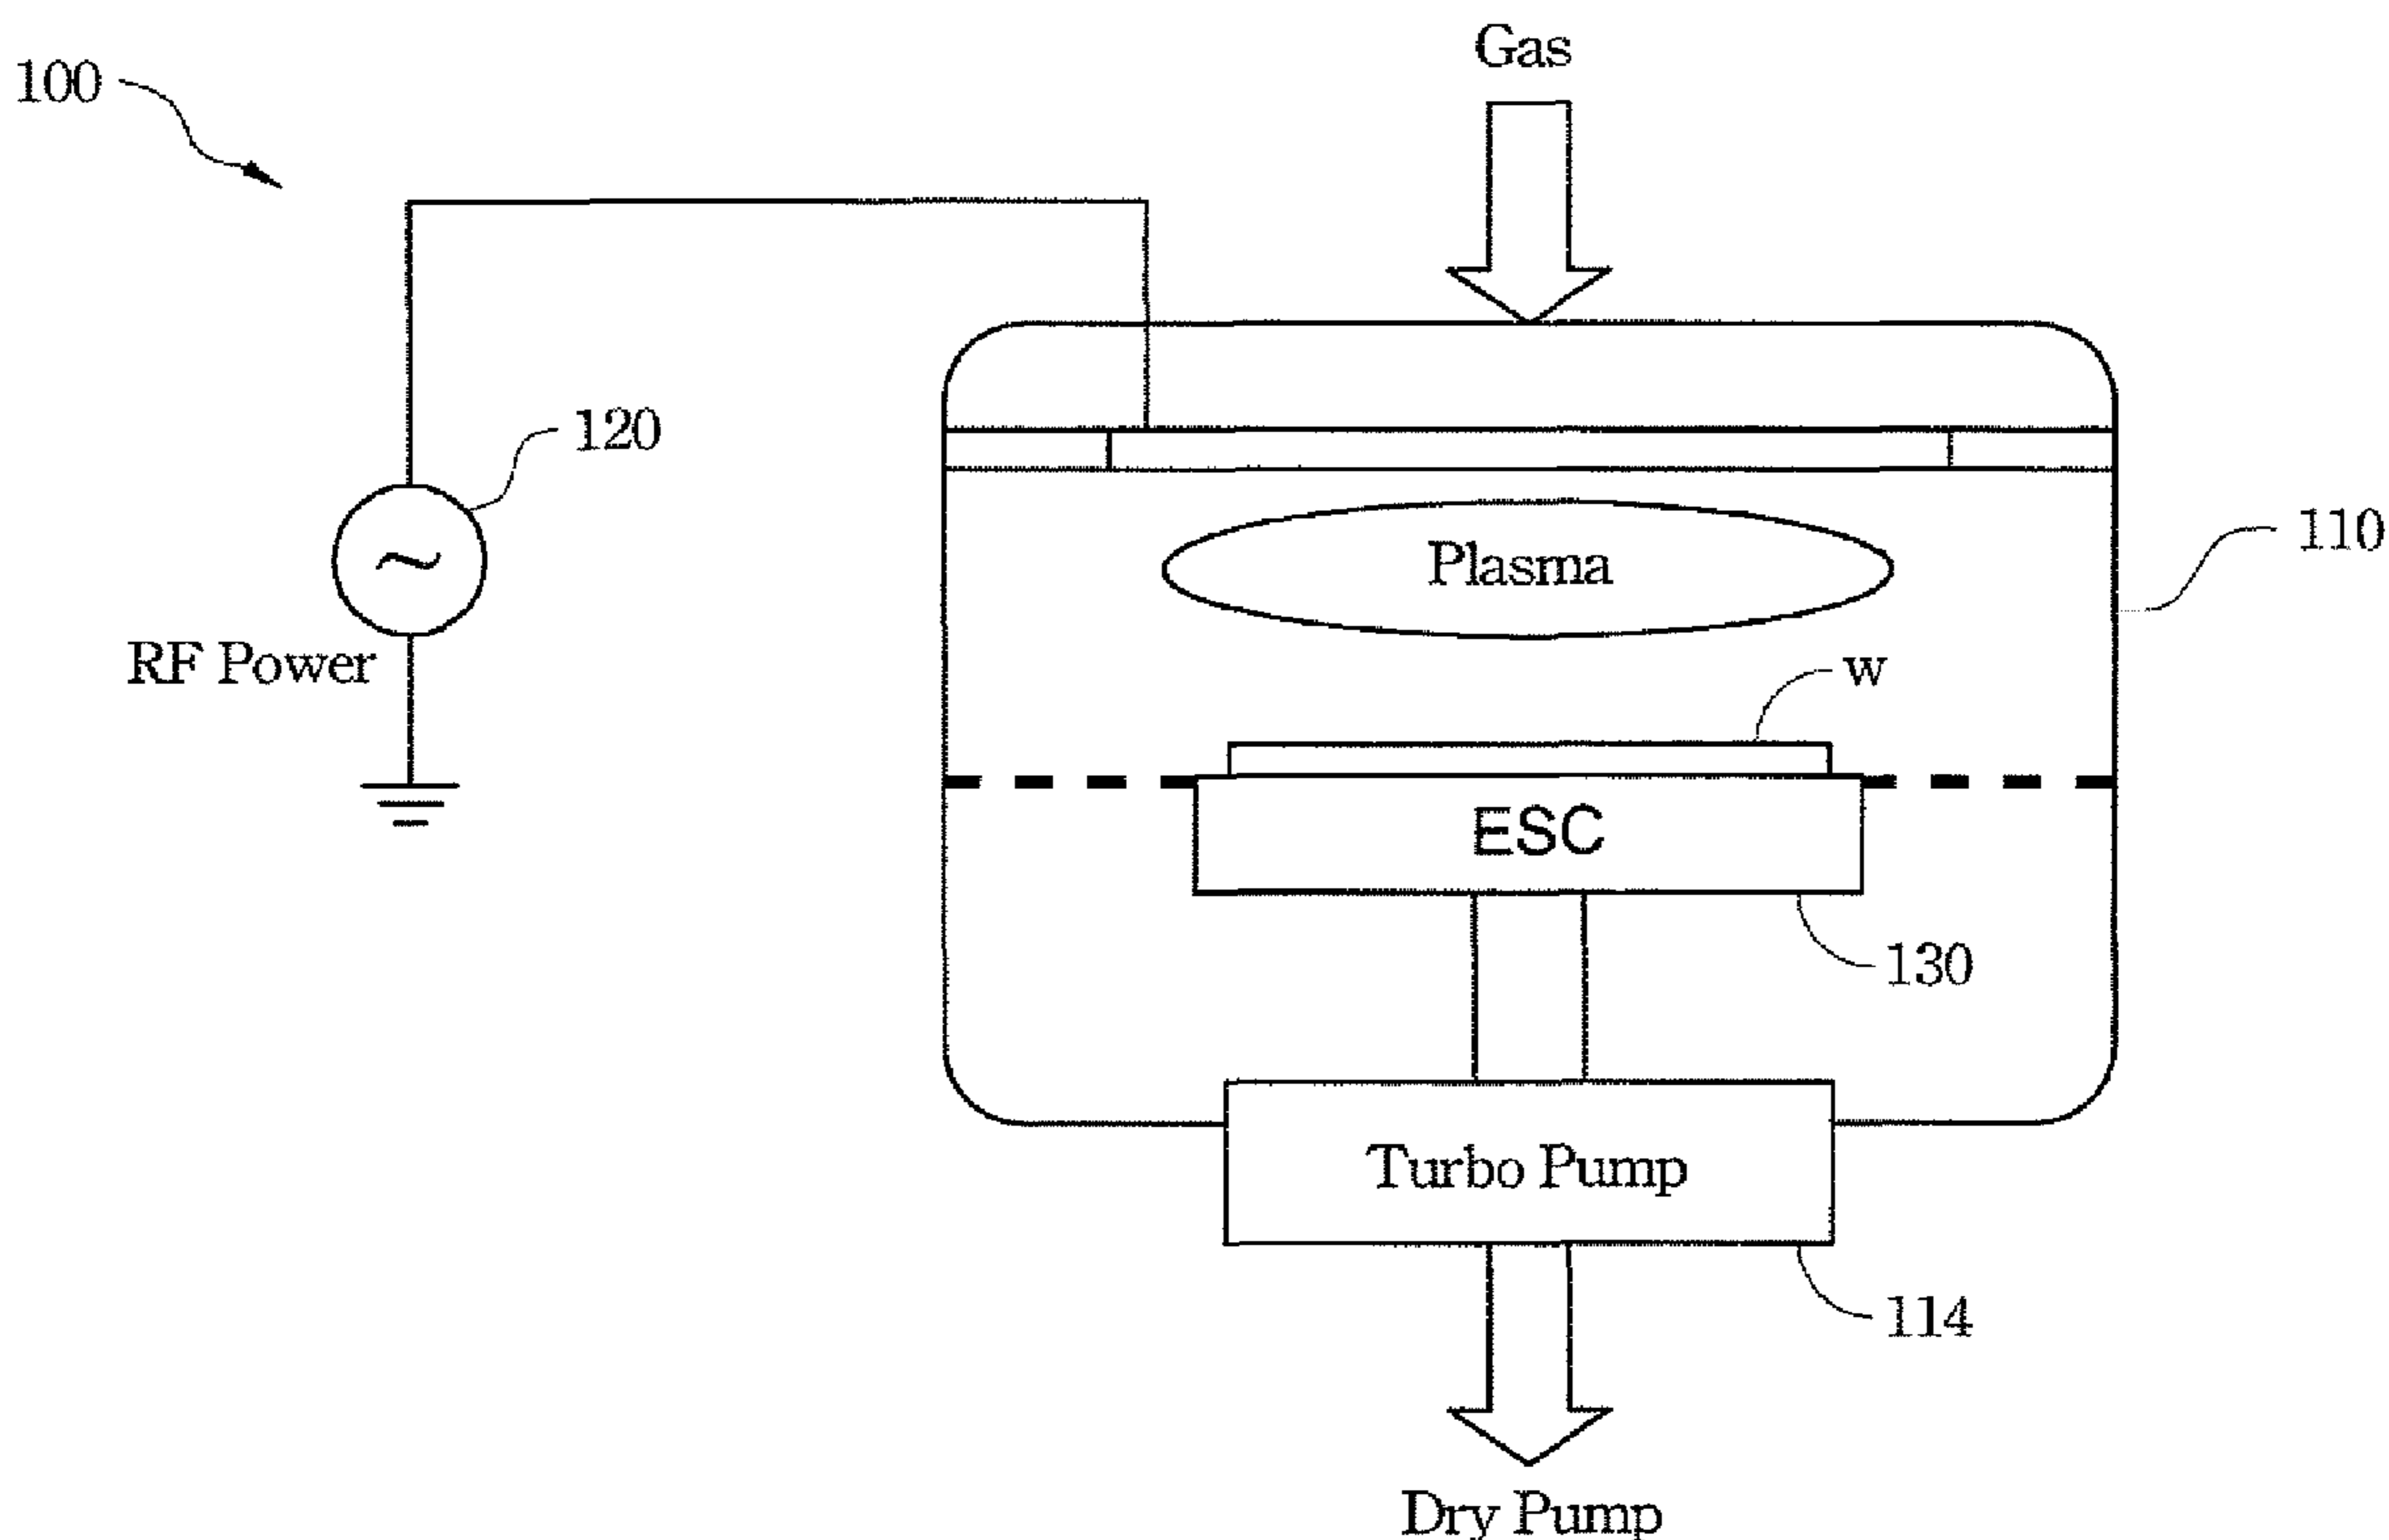 Gas
100
120
110
Plasma
RF Power
w
ESC
130
Turbo Pump
114
Dry Pump